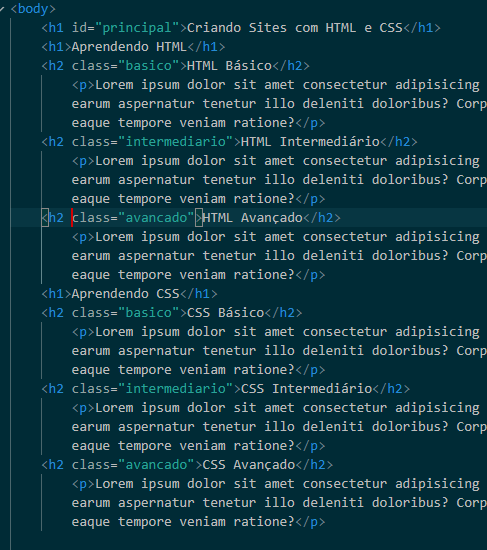 <body>
<h1 id="principal">Criando Sites com HTML e CSS</h1>
<h1>Aprendendo HTML</h1>
<h2 class="basico">HTML Básico</h2>
<p>Lorem ipsum dolor sit amet consectetur adipisicing
earum aspernatur tenetur illo deleniti doloribus? Corp
eaque tempore veniam ratione?</p>
<h2 class="intermediario">HTML Intermediário</h2>
<p>Lorem ipsum dolor sit amet consectetur adipisicing
earum aspernatur tenetur illo deleniti doloribus? Corp
eaque tempore veniam ratione?</p>
<h2 class="avancado">HTML Avançado</h2>
<p>Lorem ipsum dolor sit amet consectetur adipisicing
earum aspernatur tenetur illo deleniti doloribus? Corp
eaque tempore veniam ratione?</p>
<h1>Aprendendo CSS</h1>
<h2 class="basico">CSS Básico</h2>
<p>Lorem ipsum dolor sit amet consectetur adipisicing
earum aspernatur tenetur illo deleniti doloribus? Corp
eaque tempore veniam ratione?</p>
<h2 class="intermediario">CSS Intermediário</h2>
<p>Lorem ipsum dolor sit amet consectetur adipisicing
earum aspernatur tenetur illo deleniti doloribus? Corp
eaque tempore veniam ratione?</p>
<h2 class="avancado">CSS Avançado</h2>
<p>Lorem ipsum dolor sit amet consectetur adipisicing
earum aspernatur tenetur illo deleniti doloribus? Corp
eaque tempore veniam ratione?</p>